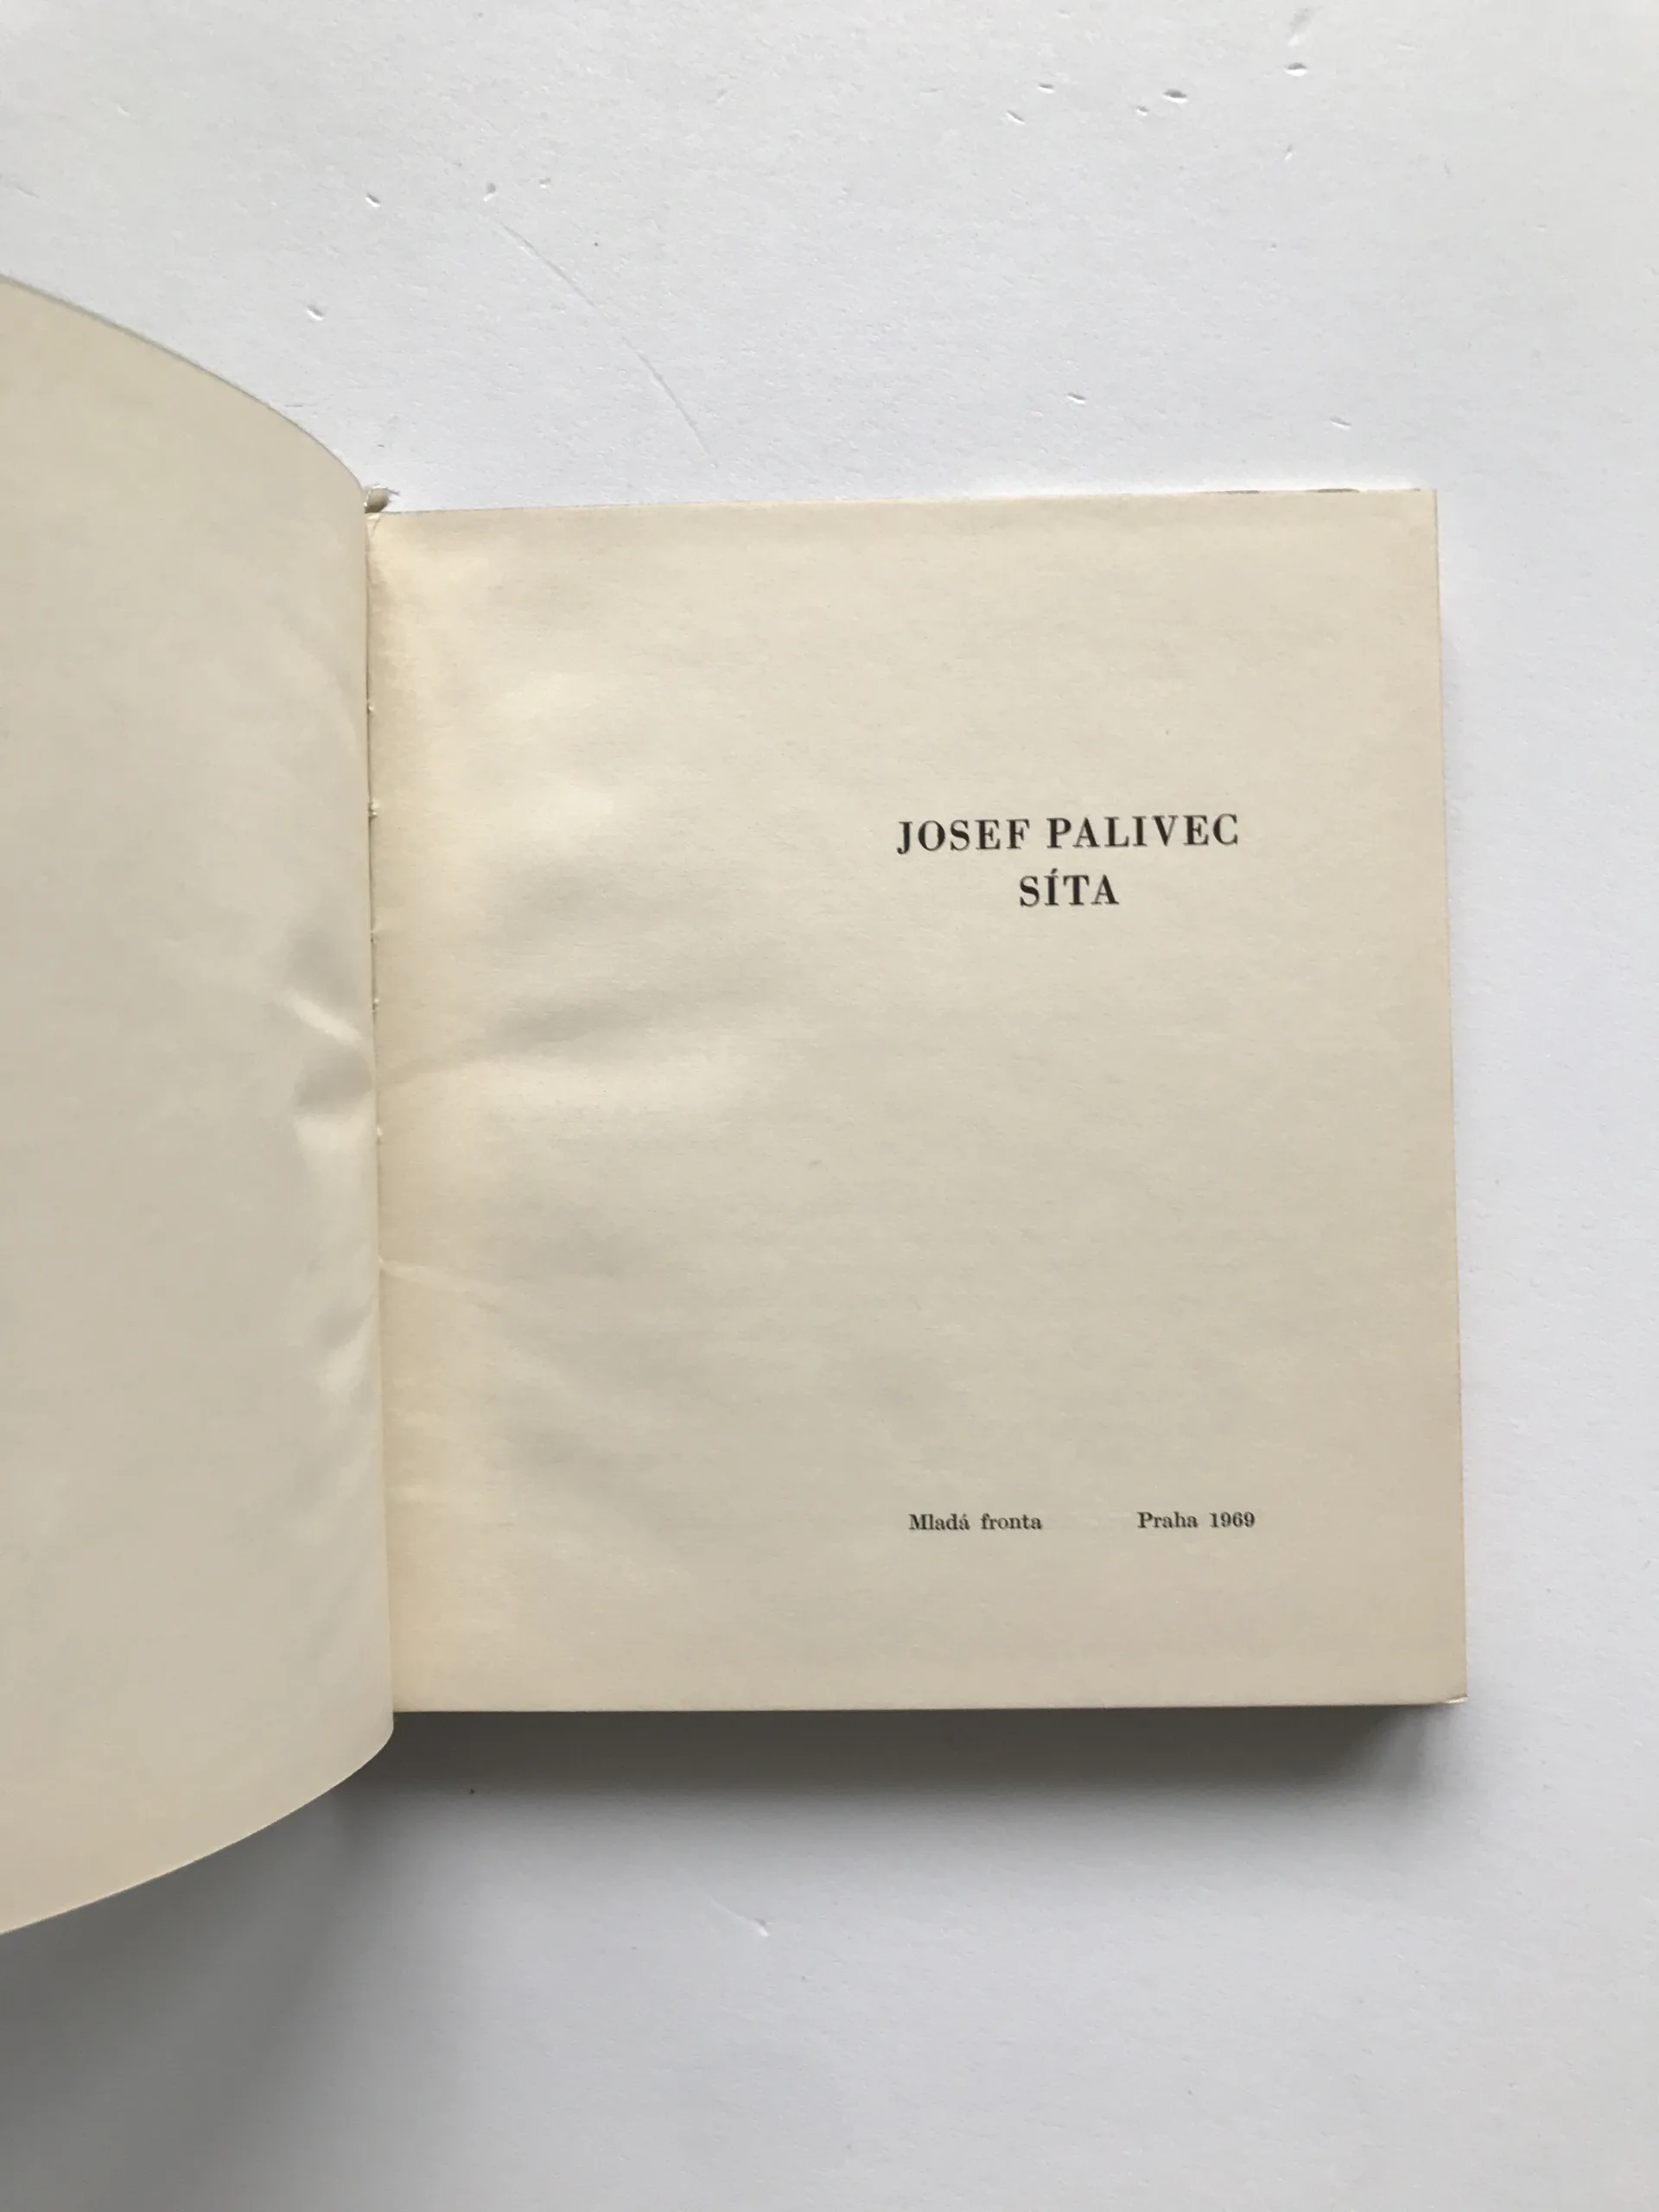 JOSEF PALIVEC
SÍTA
Mladá fronta Praha 1969